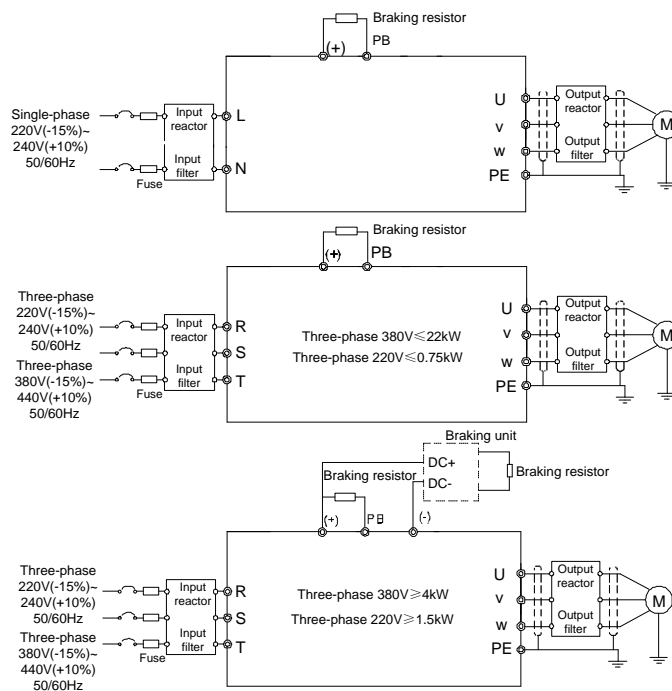 Braking resistor
(+)
PB
Single-phase
220V(-15%)~
240V(+10%)
50/60Hz
Fuse
Input
reactor
Input
filter
L
N
U
v
w
PE
Output
reactor
Output
filter
M
Braking resistor
(+)
PB
Three-phase
220V(-15%)~
240V(+10%)
50/60Hz
Three-phase
380V(-15%)~
440V(+10%)
50/60Hz
Fuse
Input
reactor
Input
filter
R
S
T
Three-phase 380V≤22kW
Three-phase 220V≤0.75kW
U
v
w
PE
Output
reactor
Output
filter
M
Braking unit
DC+
DC-
Braking resistor
Braking resistor
(+)
PB
(-)
Three-phase
220V(-15%)~
240V(+10%)
50/60Hz
Three-phase
380V(-15%)~
440V(+10%)
50/60Hz
Fuse
Input
reactor
Input
filter
R
S
T
Three-phase 380V≥4kW
Three-phase 220V≥1.5kW
U
v
w
PE
Output
reactor
Output
filter
M